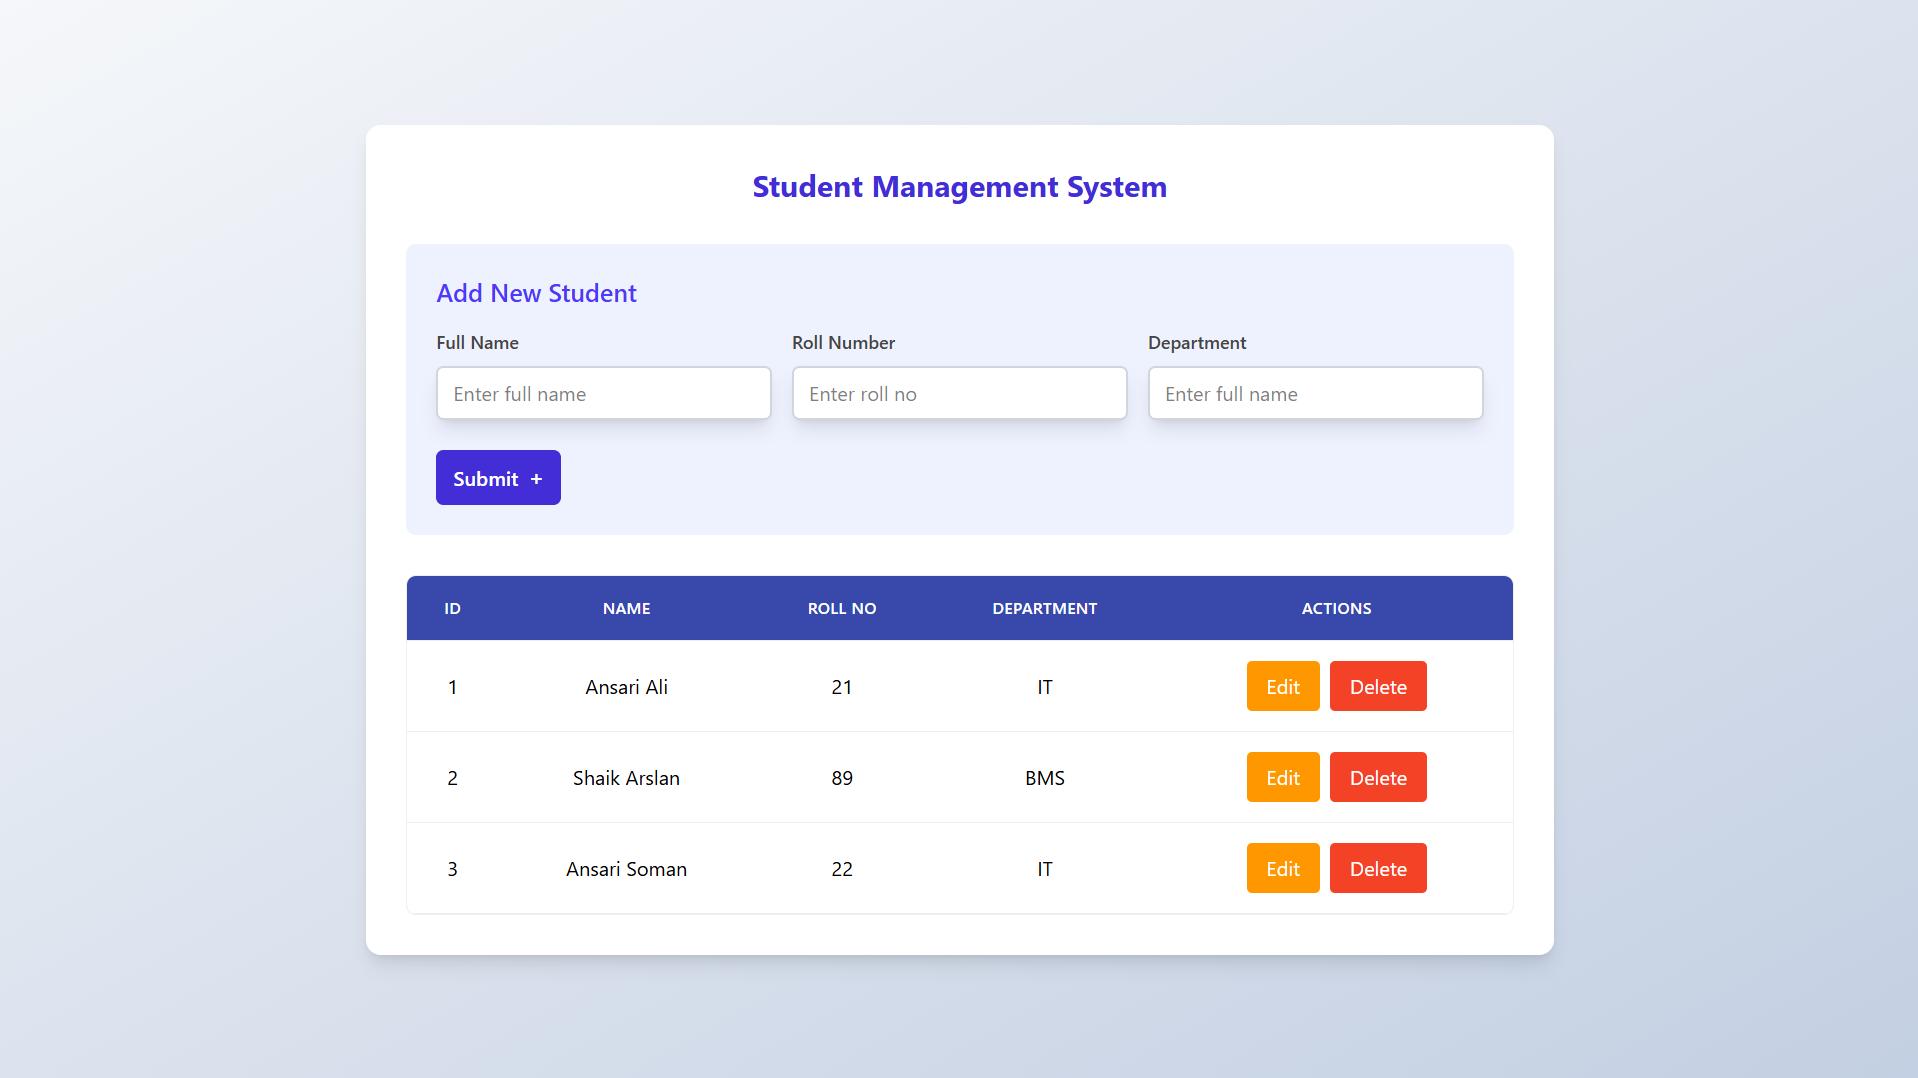 Student Management System
Add New Student
Full Name Roll Number Department
Enter full name Enter roll no Enter full name
Submit +
ID NAME ROLL NO DEPARTMENT ACTIONS
1 Ansari Ali 21 IT Edit Delete
2 Shaik Arslan 89 BMS Edit Delete
3 Ansari Soman 22 IT Edit Delete